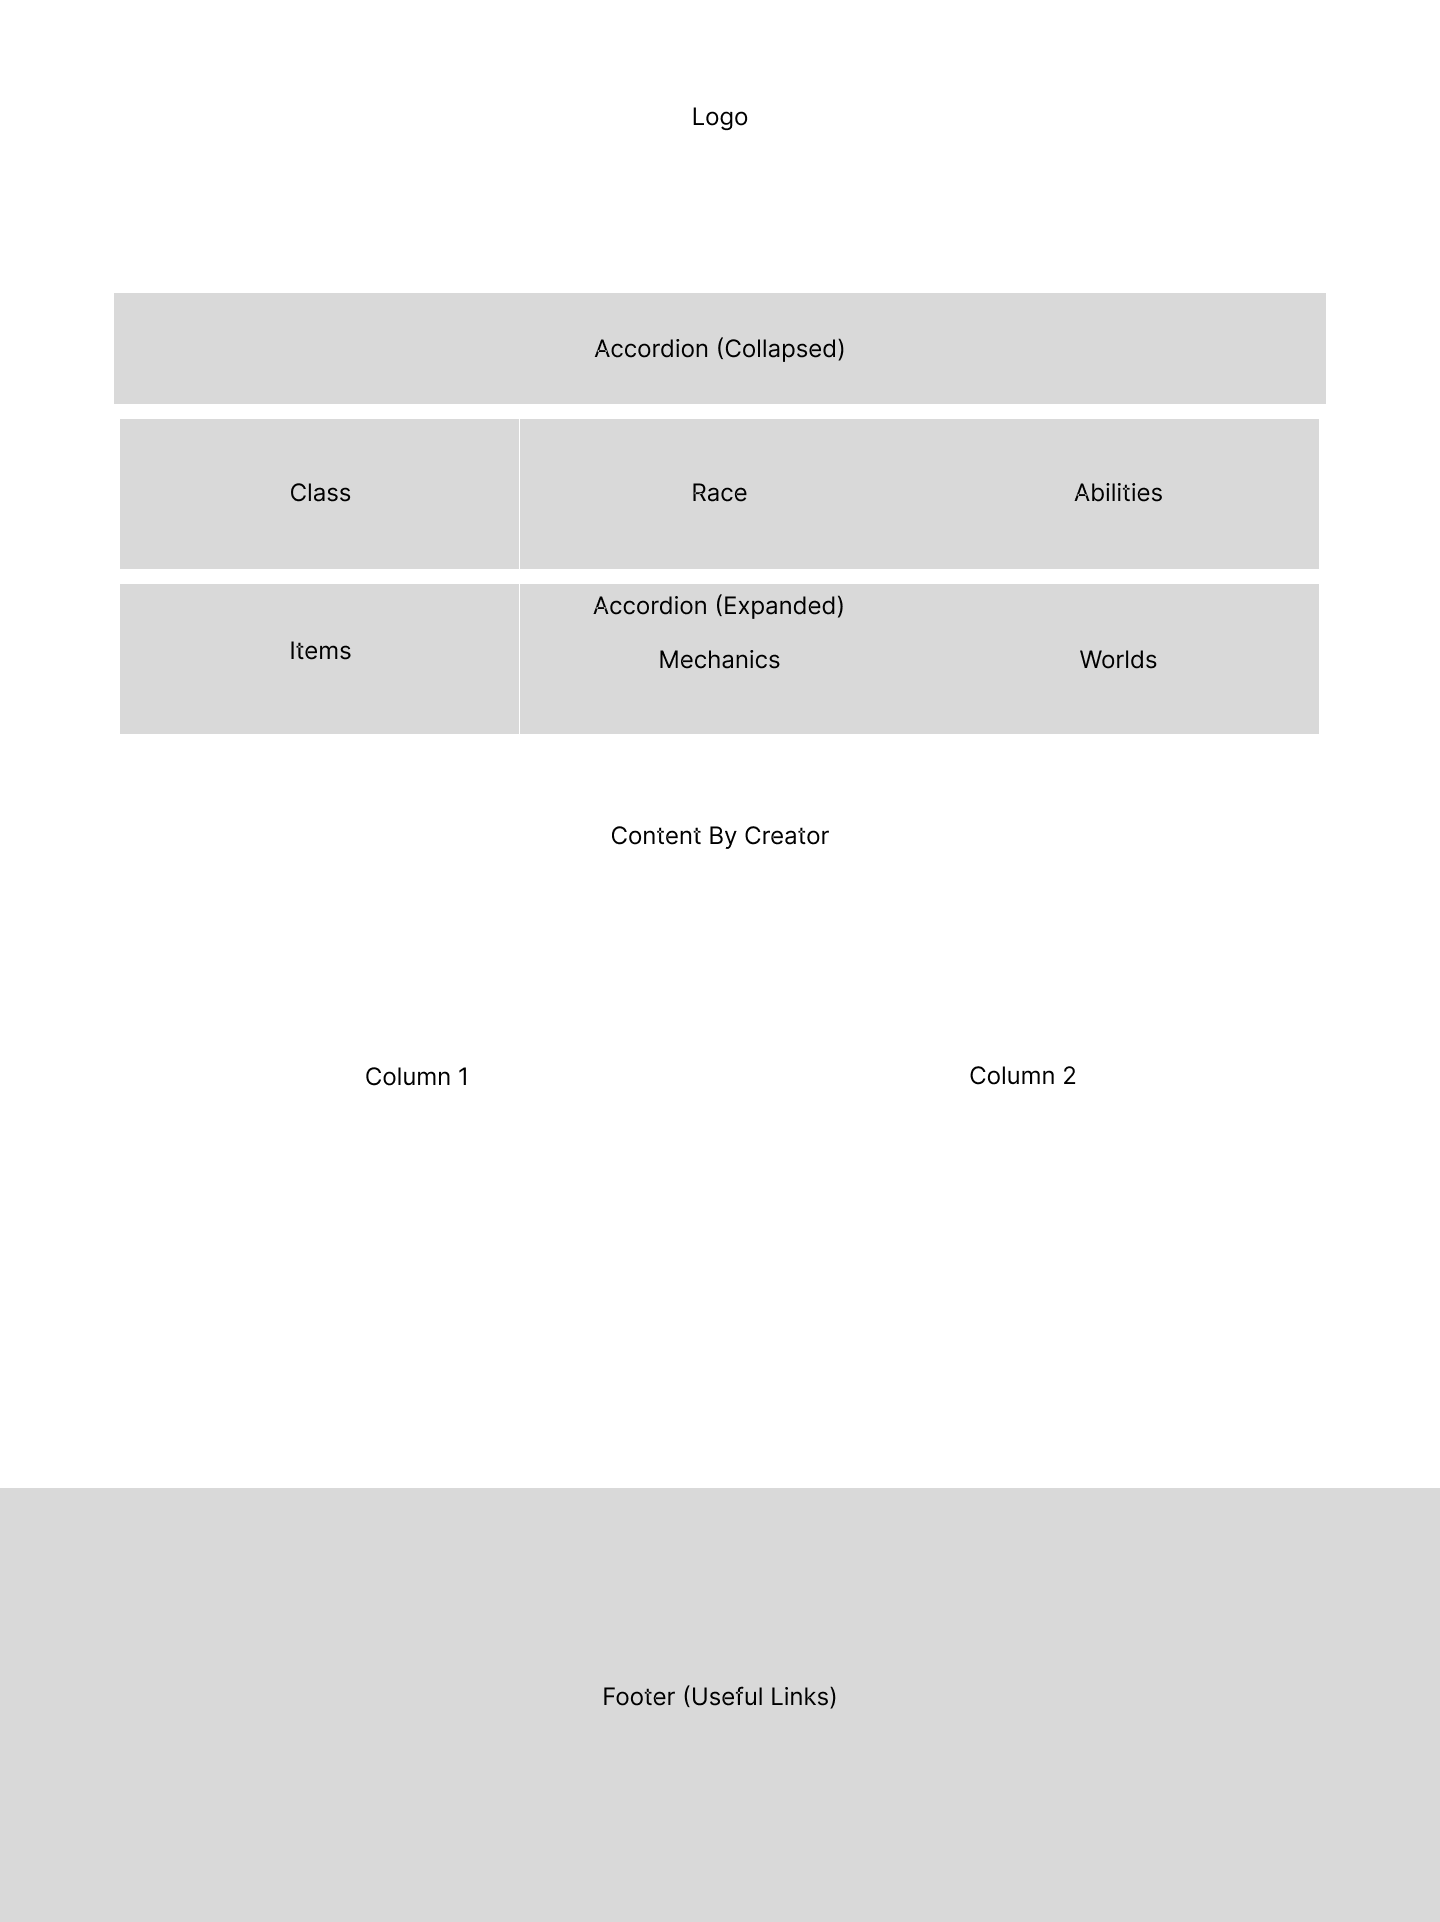 Logo
Accordion (Collapsed)
Class
Race
Abilities
Accordion (Expanded)
Items
Mechanics
Worlds
Content By Creator
Column 1
Column 2
Footer (Useful Links)